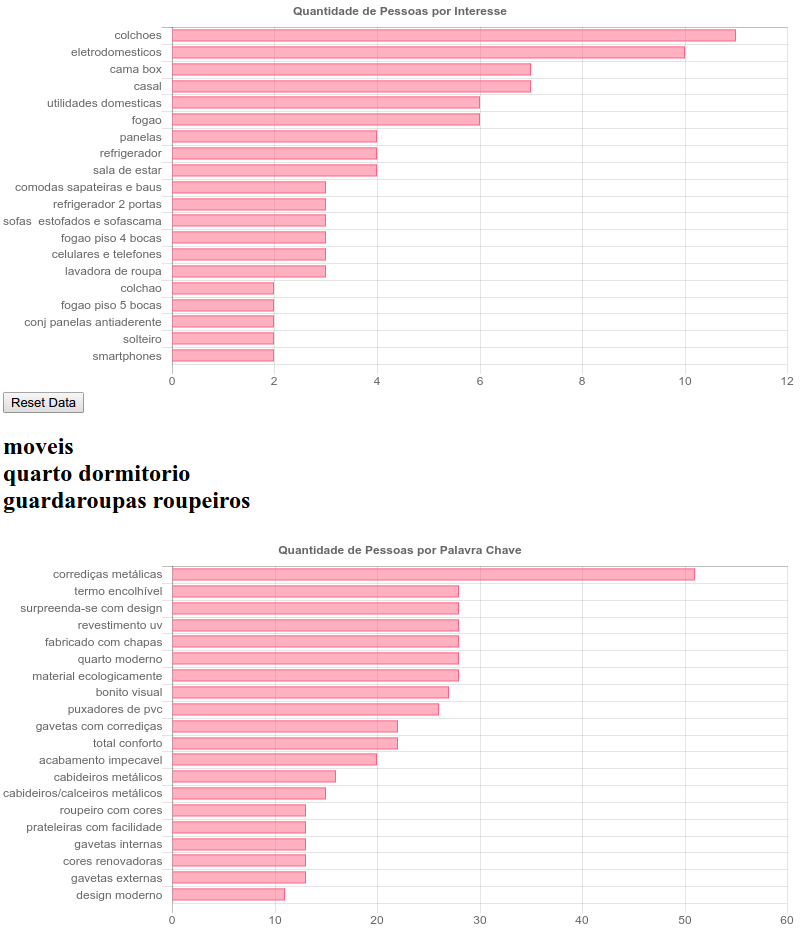 Quantidade de Pessoas por Interesse
colchoes
eletrodomesticos
cama box
casal
utilidades domesticas
fogao
panelas
refrigerador
sala de estar
comodas sapateiras e baus
refrigerador 2 portas
sofas  estofados e sofascama
fogao piso 4 bocas
celulares e telefones
lavadora de roupa
colchao
fogao piso 5 bocas
conj panelas antiaderente
solteiro
smartphones
0 2 4 6 8 10 12
Reset Data
moveis
quarto dormitorio
guardaroupas roupeiros
Quantidade de Pessoas por Palavra Chave
corrediças metálicas
termo encolhível
surpreenda-se com design
revestimento uv
fabricado com chapas
quarto moderno
material ecologicamente
bonito visual
puxadores de pvc
gavetas com corrediças
total conforto
acabamento impecavel
cabideiros metálicos
cabideiros/calceiros metálicos
roupeiro com cores
prateleiras com facilidade
gavetas internas
cores renovadoras
gavetas externas
design moderno
0 10 20 30 40 50 60